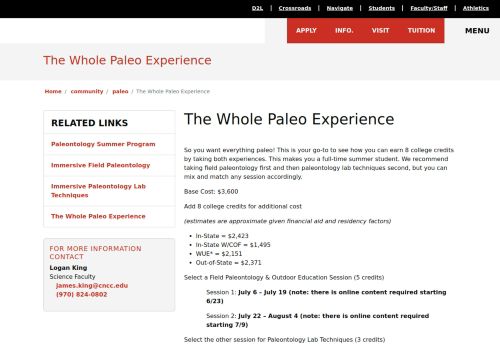 D2L | Crossroads | Navigate | Students | Faculty/Staff | Athletics
APPLY INFO. VISIT TUITION MENU
The Whole Paleo Experience
Home / community / paleo / The Whole Paleo Experience
RELATED LINKS
Paleontology Summer Program
Immersive Field Paleontology
Immersive Paleontology Lab
Techniques
The Whole Paleo Experience
FOR MORE INFORMATION
CONTACT
Logan King
Science Faculty
james.king@cncc.edu
(970) 824-0802
The Whole Paleo Experience
So you want everything paleo! This is your go-to to see how you can earn 8 college credits
by taking both experiences. This makes you a full-time summer student. We recommend
taking field paleontology first and then paleontology lab techniques second, but you can
mix and match any session accordingly.
Base Cost: $3,600
Add 8 college credits for additional cost
(estimates are approximate given financial aid and residency factors)
• In-State = $2,423
• In-State W/COF = $1,495
• WUE* = $2,151
• Out-of-State = $2,371
Select a Field Paleontology & Outdoor Education Session (5 credits)
Session 1: July 6 – July 19 (note: there is online content required starting
6/23)
Session 2: July 22 – August 4 (note: there is online content required
starting 7/9)
Select the other session for Paleontology Lab Techniques (3 credits)